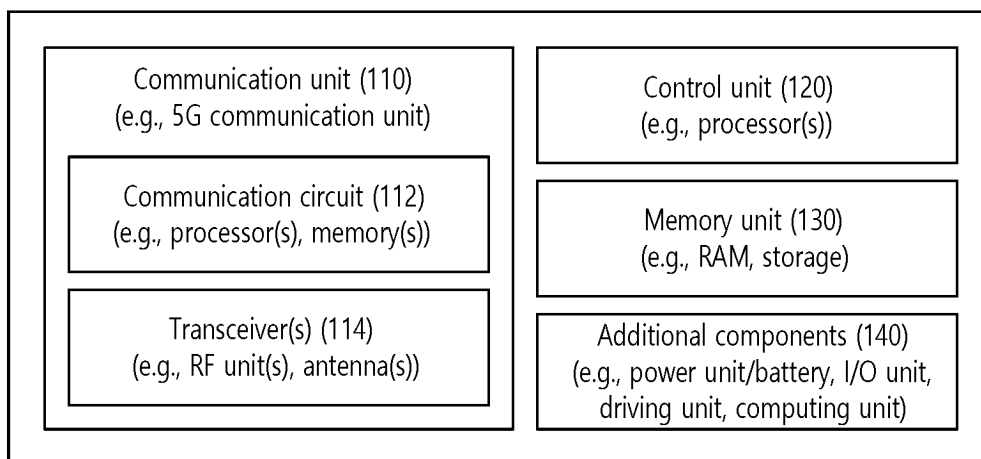 Communication unit (110)
(e.g., 5G communication unit)
Communication circuit (112)
(e.g., processor(s), memory(s))
Transceiver(s) (114)
(e.g., RF unit(s), antenna(s))
Control unit (120)
(e.g., processor(s))
Memory unit (130)
(e.g., RAM, storage)
Additional components (140)
(e.g., power unit/battery, I/O unit,
driving unit, computing unit)